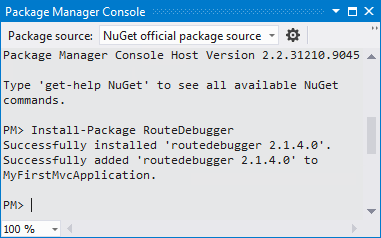 Package Manager Console
Package source: NuGet official package source
Package Manager Console Host Version 2.2.31210.9045
Type 'get-help NuGet' to see all available NuGet
commands.
PM> Install-Package RouteDebugger
Successfully installed 'routedebugger 2.1.4.0'.
Successfully added 'routedebugger 2.1.4.0' to
MyFirstMvcApplication.
PM>
100 %